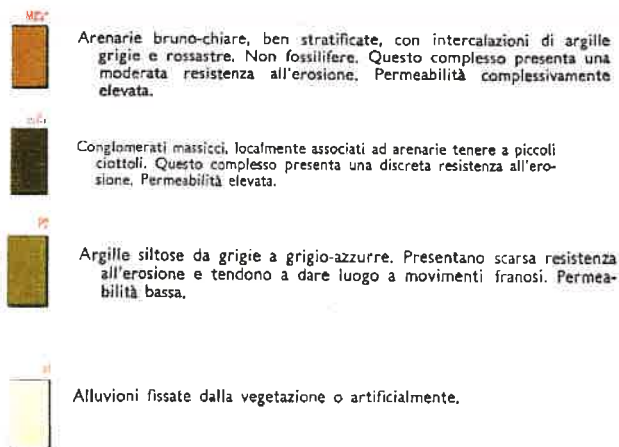 Arenarie bruno-chiare, ben stratificate, con intercalazioni di argille
grigie e rossastre. Non fossilifere. Questo complesso presenta una
moderata resistenza all'erosione. Permeabilità complessivamente
elevata.
Conglomerati massicci, localmente associati ad arenarie tenere a piccoli
ciottoli. Questo complesso presenta una discreta resistenza all'ero-
sione. Permeabilità elevata.
Argille siltose da grigie a grigio-azzurre. Presentano scarsa resistenza
all'erosione e tendono a dare luogo a movimenti franosi. Permea-
bilità bassa.
Alluvioni fissate dalla vegetazione o artificialmente.